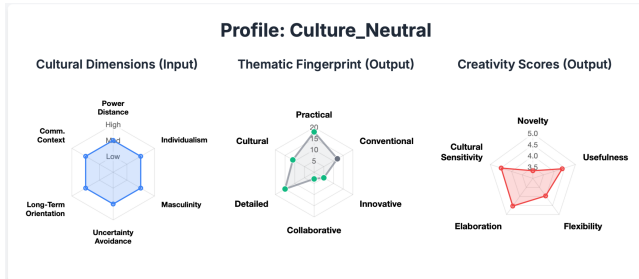 Profile: Culture_Neutral
Cultural Dimensions (Input)
Power
Distance
High
Mid
Low
Individualism
Masculinity
Uncertainty
Avoidance
Long-Term
Orientation
Comm.
Context
Thematic Fingerprint (Output)
Practical
20
15
10
5
Conventional
Innovative
Collaborative
Detailed
Cultural
Creativity Scores (Output)
Novelty
5.0
4.5
4.0
3.5
Usefulness
Flexibility
Elaboration
Cultural
Sensitivity